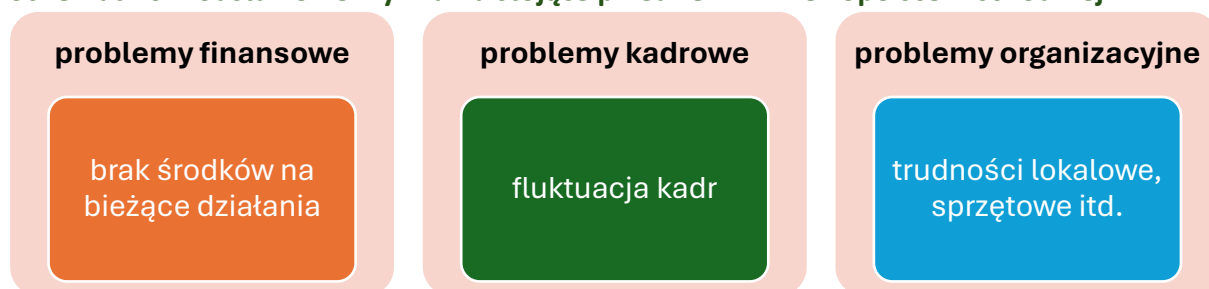 problemy finansowe
problemy kadrowe
problemy organizacyjne
brak środków na
bieżące działania
fluktuacja kadr
trudności lokalowe,
sprzętowe itd.